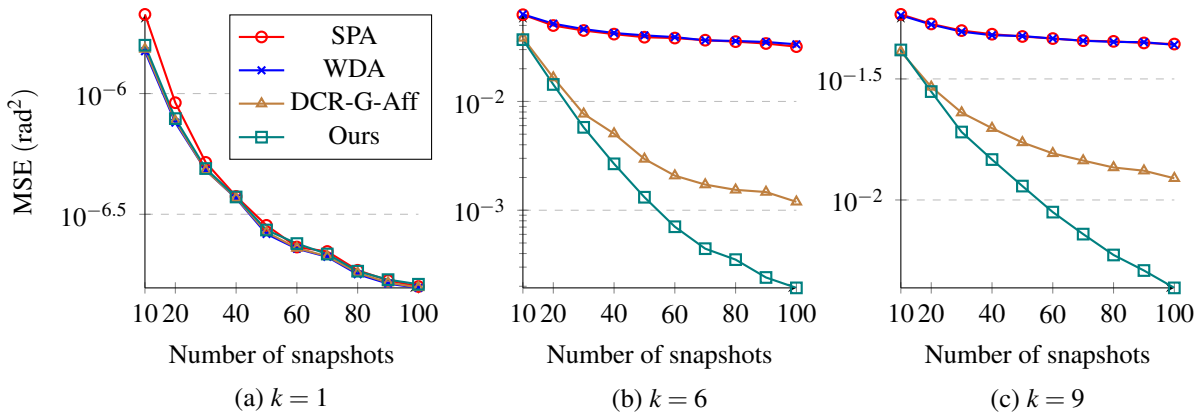 SPA
WDA
DCR-G-Aff
Ours
MSE (rad²)
10⁻⁶
10⁻⁶·⁵
10 20 40 60 80 100
Number of snapshots
(a) k = 1
10⁻²
10⁻³
10 20 40 60 80 100
Number of snapshots
(b) k = 6
10⁻¹·⁵
10⁻²
10 20 40 60 80 100
Number of snapshots
(c) k = 9